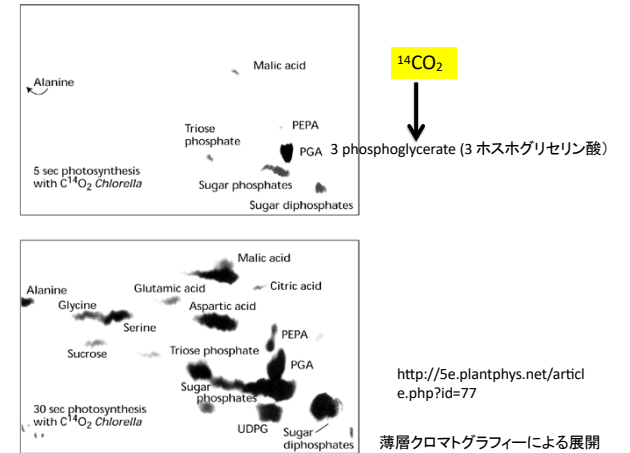 Malic acid
Alanine
Triose
phosphate
PEPA
PGA
5 sec photosynthesis
with C¹⁴O₂ Chlorella
Sugar phosphates
Sugar diphosphates
¹⁴CO₂
3 phosphoglycerate (3 ホスホグリセリン酸）
Malic acid
Alanine
Glutamic acid
Citric acid
Glycine
Aspartic acid
Serine
PEPA
Sucrose
Triose phosphate
PGA
Sugar
phosphates
30 sec photosynthesis
with C¹⁴O₂ Chlorella
UDPG
Sugar
diphosphates
http://5e.plantphys.net/articl
e.php?id=77
薄層クロマトグラフィーによる展開